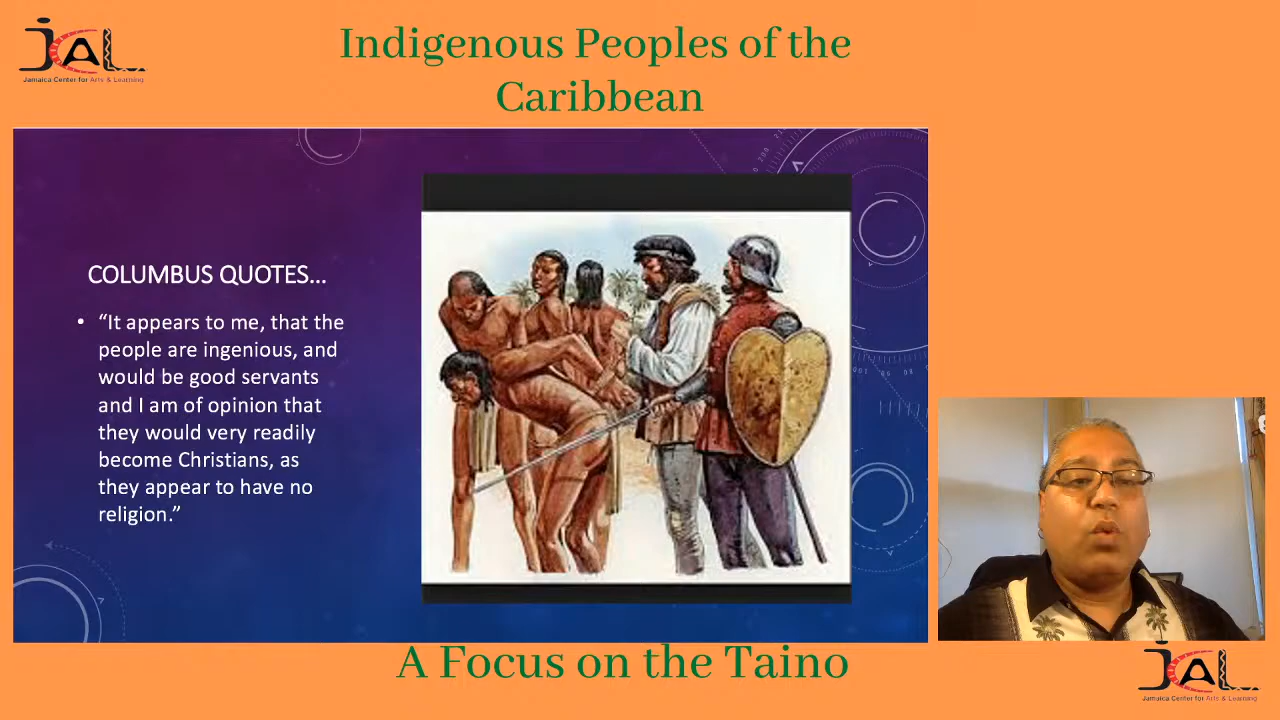 JCAL
Jamaica Center for Arts & Learning
Indigenous Peoples of the
Caribbean
COLUMBUS QUOTES...
• “It appears to me, that the
people are ingenious, and
would be good servants
and I am of opinion that
they would very readily
become Christians, as
they appear to have no
religion.”
A Focus on the Taino
JCAL
Jamaica Center for Arts & Learning